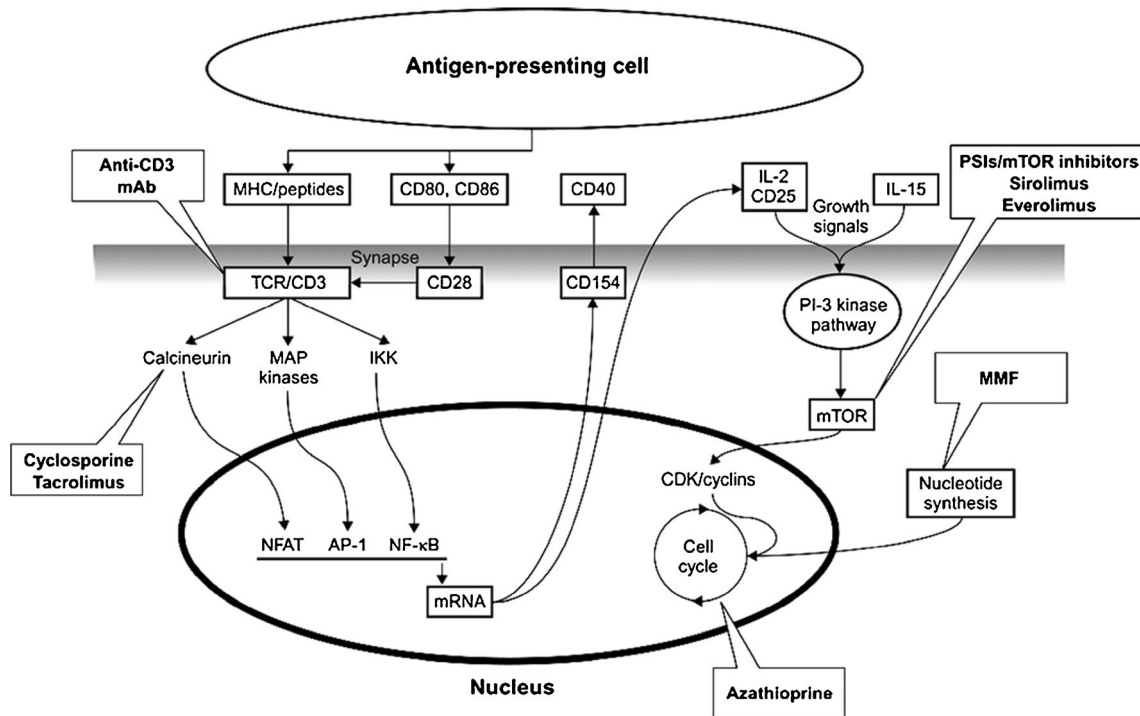 Antigen-presenting cell
Anti-CD3
mAb
MHC/peptides
CD80, CD86
CD40
IL-2
CD25
IL-15
Growth
signals
PSIs/mTOR inhibitors
Sirolimus
Everolimus
Synapse
TCR/CD3
CD28
CD154
PI-3 kinase
pathway
Calcineurin
MAP
kinases
IKK
mTOR
MMF
Cyclosporine
Tacrolimus
CDK/cyclins
Nucleotide
synthesis
NFAT
AP-1
NF-κB
Cell
cycle
mRNA
Nucleus
Azathioprine